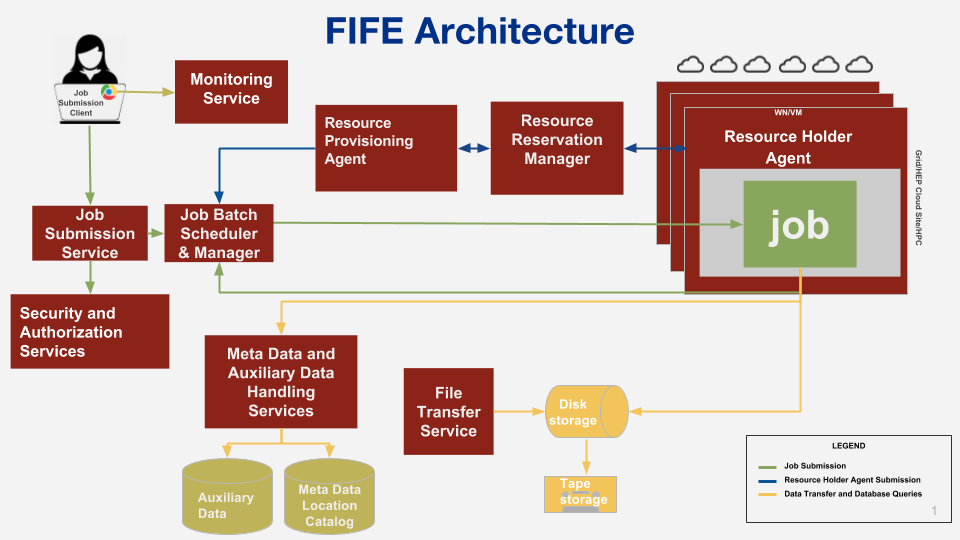 FIFE Architecture
Job
Submission
Client
Monitoring
Service
Resource
Provisioning
Agent
Resource
Reservation
Manager
WN/VM
Resource Holder
Agent
job
Grid/HEP Cloud Site/HPC
Job
Submission
Service
Job Batch
Scheduler
& Manager
Security and
Authorization
Services
Meta Data and
Auxiliary Data
Handling
Services
File
Transfer
Service
Disk
storage
Tape
storage
Auxiliary
Data
Meta Data
Location
Catalog
LEGEND
Job Submission
Resource Holder Agent Submission
Data Transfer and Database Queries
1